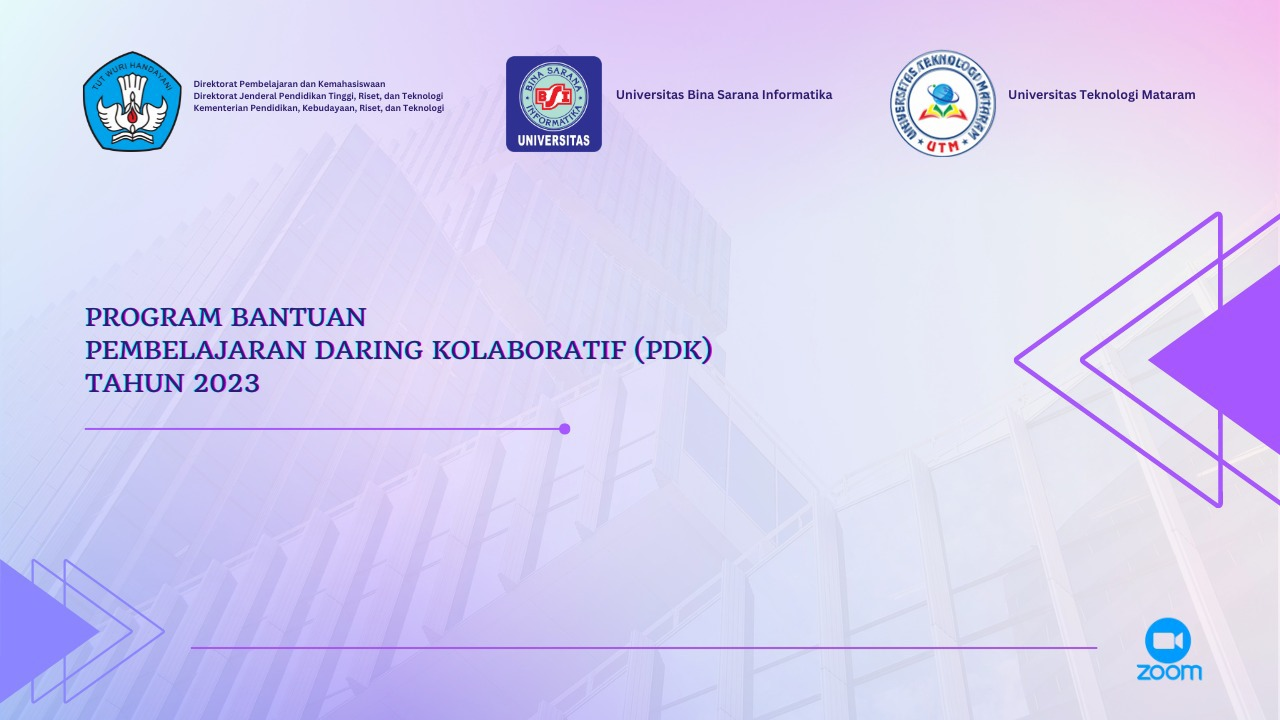 TUT WURI HANDAYANI
Direktorat Pembelajaran dan Kemahasiswaan
Direktorat Jenderal Pendidikan Tinggi, Riset, dan Teknologi
Kementerian Pendidikan, Kebudayaan, Riset, dan Teknologi
BINA SARANA
BSI
INFORMATIKA
UNIVERSITAS
Universitas Bina Sarana Informatika
UNIVERSITAS TEKNOLOGI MATARAM
UTM
Universitas Teknologi Mataram
PROGRAM BANTUAN
PEMBELAJARAN DARING KOLABORATIF (PDK)
TAHUN 2023
zoom